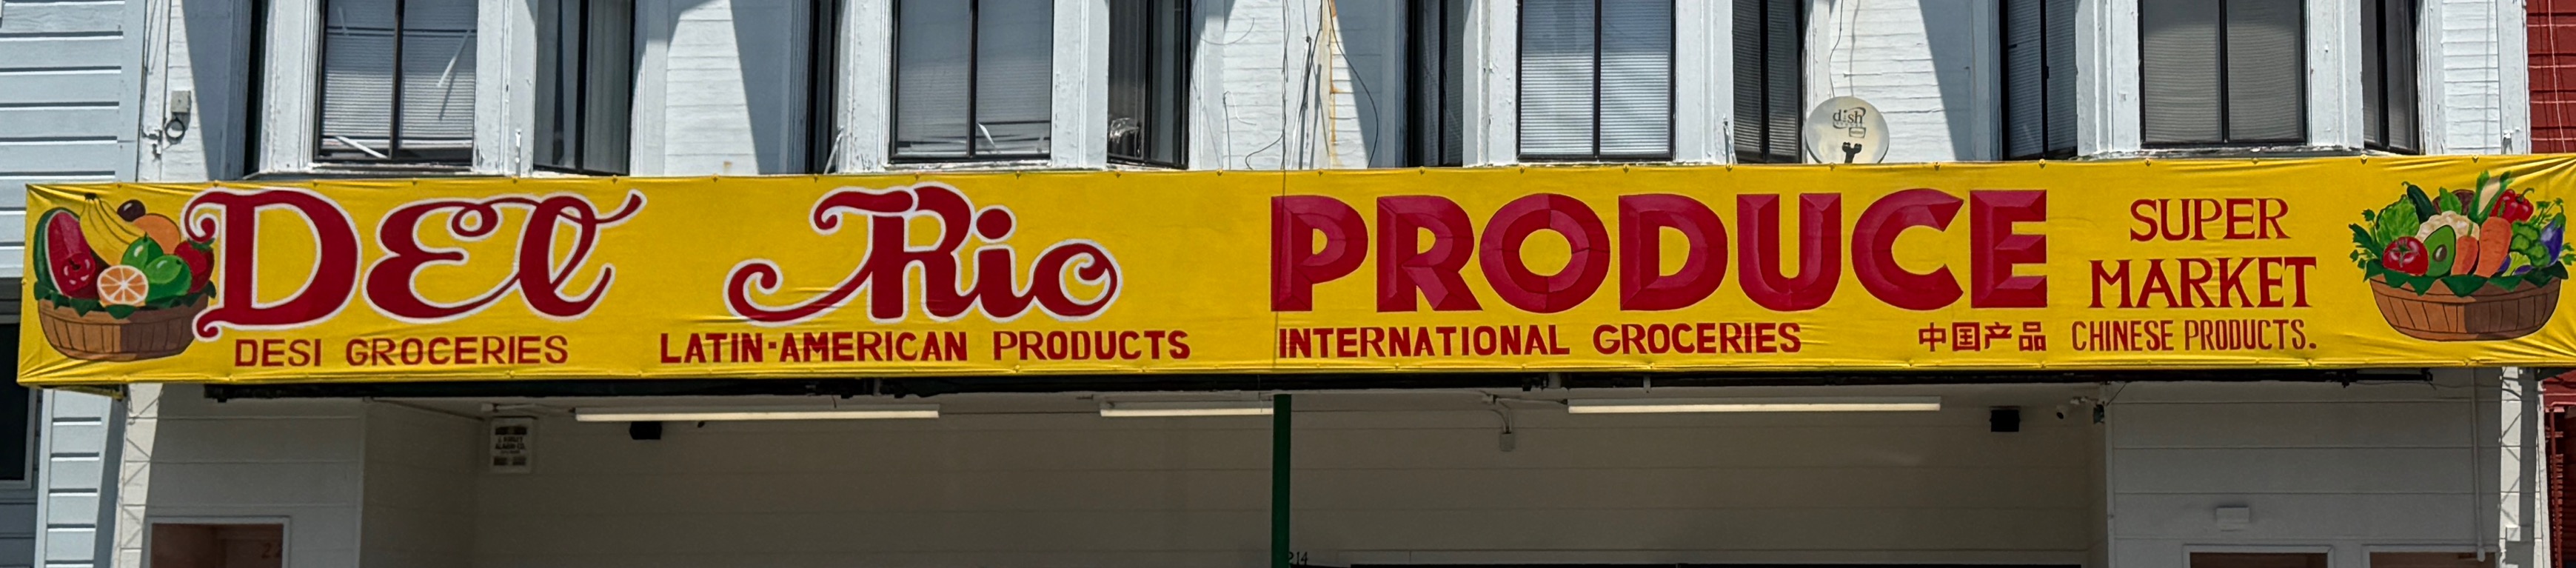 DEl Rio PRODUCE SUPER MARKET
DESI GROCERIES LATIN-AMERICAN PRODUCTS INTERNATIONAL GROCERIES 中国产品 CHINESE PRODUCTS.
dish
214